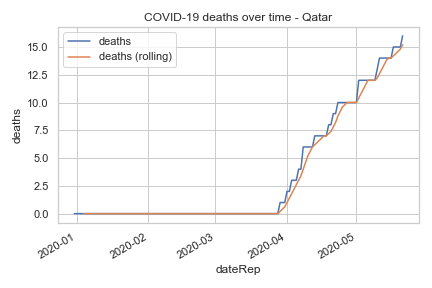 COVID-19 deaths over time - Qatar
deaths
deaths (rolling)
15.0
12.5
10.0
7.5
5.0
2.5
0.0
deaths
2020-01
2020-02
2020-03
2020-04
2020-05
dateRep